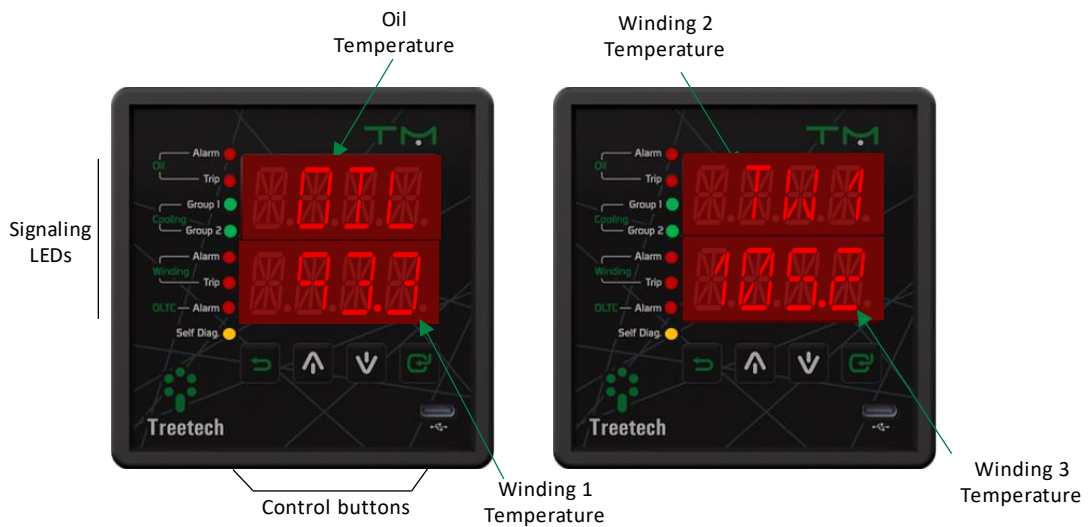 Oil
Temperature
Winding 2
Temperature
Signaling
LEDs
TM
Oil
Alarm
Trip
Cooling
Group 1
Group 2
Winding
Alarm
Trip
OLTC
Alarm
Self Diag.
OIL
93.3
Treetech
TM
Oil
Alarm
Trip
Cooling
Group 1
Group 2
Winding
Alarm
Trip
OLTC
Alarm
Self Diag.
TW1
105.2
Treetech
Control buttons
Winding 1
Temperature
Winding 3
Temperature